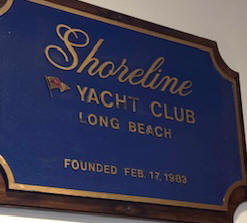 Shoreline
YACHT CLUB
LONG BEACH
FOUNDED FEB. 17, 1983